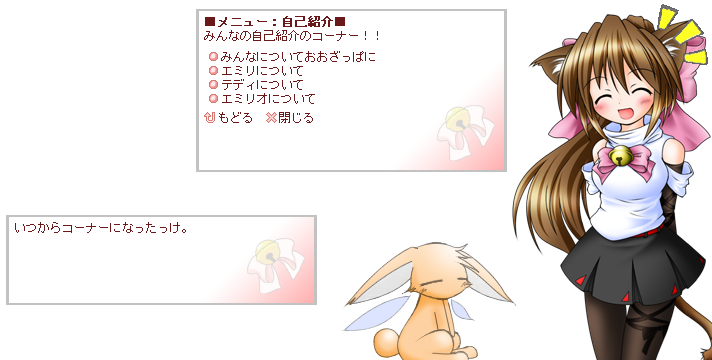 ■メニュー：自己紹介■
みんなの自己紹介のコーナー！！
みんなについておおざっぱに
エミリについて
テディについて
エミリオについて
もどる　閉じる
いつからコーナーになったっけ。